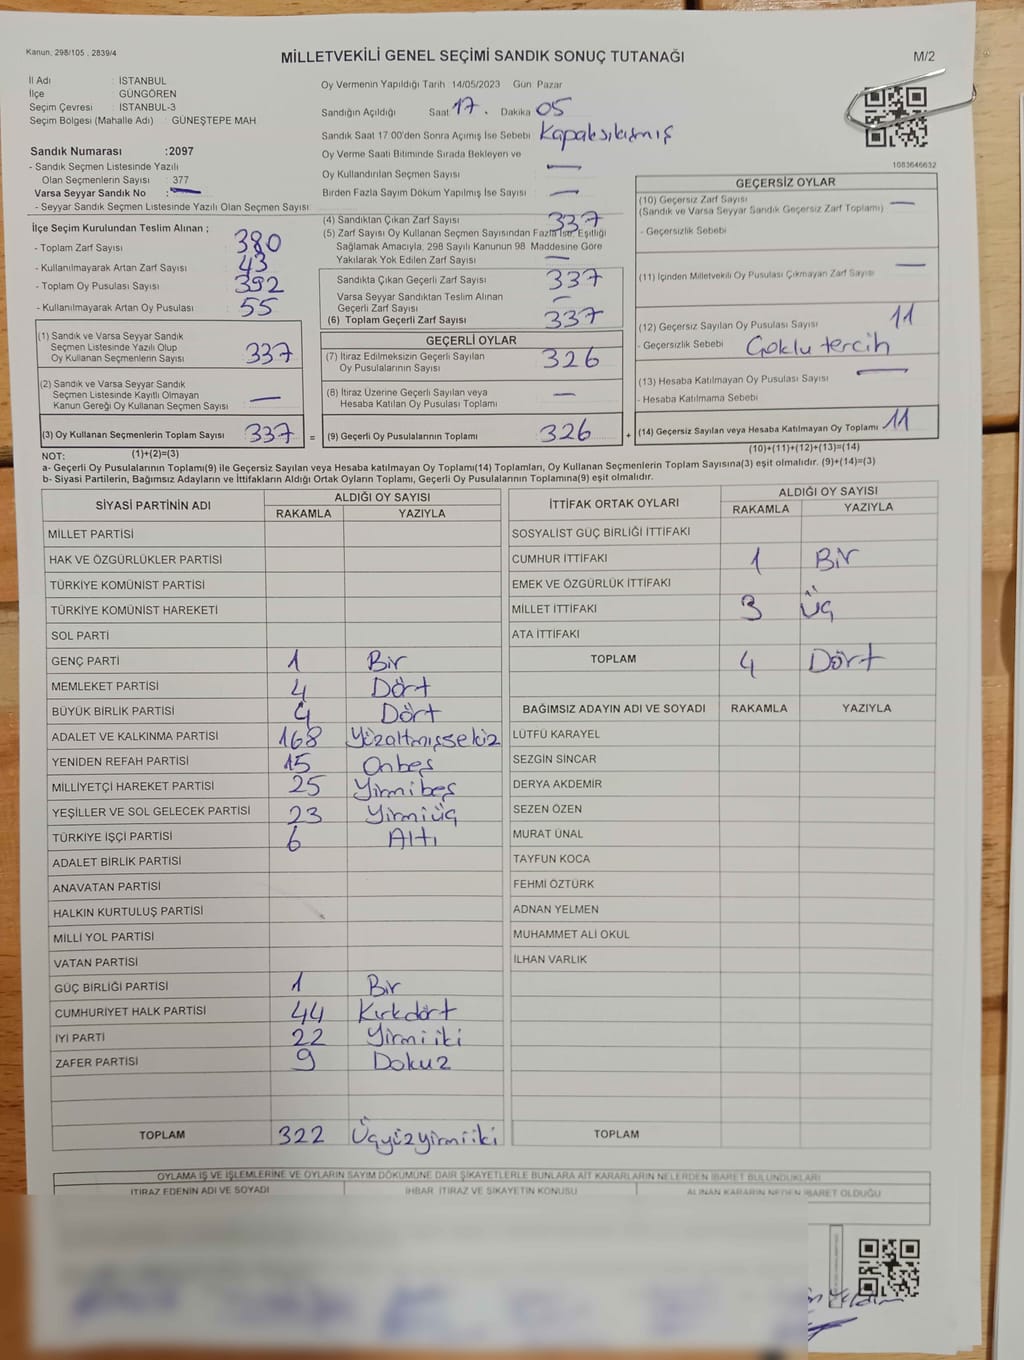 Kanun, 298/105 , 2839/4
MİLLETVEKİLİ GENEL SEÇİMİ SANDIK SONUÇ TUTANAĞI
M/2
İl Adı : İSTANBUL
İlçe : GÜNGÖREN
Seçim Çevresi : İSTANBUL-3
Seçim Bölgesi (Mahalle Adı) : GÜNEŞTEPE MAH
Oy Vermenin Yapıldığı Tarih 14/05/2023 Gün Pazar
Sandığın Açıldığı Saat 17. Dakika 05
Sandık Saat 17:00'den Sonra Açımış İse Sebebi Kapaksıkışmış
Oy Verme Saati Bitiminde Sırada Bekleyen ve
Oy Kullandırılan Seçmen Sayısı —
Birden Fazla Sayım Döküm Yapılmış İse Sayısı —
1083646632
Sandık Numarası :2097
- Sandık Seçmen Listesinde Yazılı
Olan Seçmenlerin Sayısı : 377
Varsa Seyyar Sandık No : —
- Seyyar Sandık Seçmen Listesinde Yazılı Olan Seçmen Sayısı
İlçe Seçim Kurulundan Teslim Alınan ;
- Toplam Zarf Sayısı 380
- Kullanılmayarak Artan Zarf Sayısı 43
- Toplam Oy Pusulası Sayısı 392
- Kullanılmayarak Artan Oy Pusulası 55
(1) Sandık ve Varsa Seyyar Sandık
Seçmen Listesinde Yazılı Olup
Oy Kullanan Seçmenlerin Sayısı 337
(2) Sandık ve Varsa Seyyar Sandık
Seçmen Listesinde Kayıtlı Olmayan
Kanun Gereği Oy Kullanan Seçmen Sayısı —
(3) Oy Kullanan Seçmenlerin Toplam Sayısı 337 =
(4) Sandıktan Çıkan Zarf Sayısı 337
(5) Zarf Sayısı Oy Kullanan Seçmen Sayısından Fazla İse, Eşitliği
Sağlamak Amacıyla, 298 Sayılı Kanunun 98. Maddesine Göre
Yakılarak Yok Edilen Zarf Sayısı —
Sandıkta Çıkan Geçerli Zarf Sayısı 337
Varsa Seyyar Sandıktan Teslim Alınan
Geçerli Zarf Sayısı —
(6) Toplam Geçerli Zarf Sayısı 337
GEÇERLİ OYLAR
(7) İtiraz Edilmeksizin Geçerli Sayılan
Oy Pusulalarının Sayısı 326
(8) İtiraz Üzerine Geçerli Sayılan veya
Hesaba Katılan Oy Pusulası Toplamı —
(9) Geçerli Oy Pusulalarının Toplamı 326 +
GEÇERSİZ OYLAR
(10) Geçersiz Zarf Sayısı —
(Sandık ve Varsa Seyyar Sandık Geçersiz Zarf Toplamı)
- Geçersizlik Sebebi
(11) İçinden Milletvekili Oy Pusulası Çıkmayan Zarf Sayısı —
(12) Geçersiz Sayılan Oy Pusulası Sayısı 11
- Geçersizlik Sebebi Çoklu tercih
(13) Hesaba Katılmayan Oy Pusulası Sayısı —
- Hesaba Katılmama Sebebi
(14) Geçersiz Sayılan veya Hesaba Katılmayan Oy Toplamı 11
NOT: (1)+(2)=(3) (10)+(11)+(12)+(13)=(14)
a- Geçerli Oy Pusulalarının Toplamı(9) ile Geçersiz Sayılan veya Hesaba katılmayan Oy Toplamı(14) Toplamları, Oy Kullanan Seçmenlerin Toplam Sayısına(3) eşit olmalıdır. (9)+(14)=(3)
b- Siyasi Partilerin, Bağımsız Adayların ve İttifakların Aldığı Ortak Oyların Toplamı, Geçerli Oy Pusulalarının Toplamına(9) eşit olmalıdır.
SİYASİ PARTİNİN ADI ALDIĞI OY SAYISI
RAKAMLA YAZIYLA
MİLLET PARTİSİ
HAK VE ÖZGÜRLÜKLER PARTİSİ
TÜRKİYE KOMÜNİST PARTİSİ
TÜRKİYE KOMÜNİST HAREKETİ
SOL PARTİ
GENÇ PARTİ 1 Bir
MEMLEKET PARTİSİ 4 Dört
BÜYÜK BİRLİK PARTİSİ 4 Dört
ADALET VE KALKINMA PARTİSİ 168 Yüzaltmışsekiz
YENİDEN REFAH PARTİSİ 15 Onbeş
MİLLİYETÇİ HAREKET PARTİSİ 25 Yirmibeş
YEŞİLLER VE SOL GELECEK PARTİSİ 23 Yirmiüç
TÜRKİYE İŞÇİ PARTİSİ 6 Altı
ADALET BİRLİK PARTİSİ
ANAVATAN PARTİSİ
HALKIN KURTULUŞ PARTİSİ
MİLLİ YOL PARTİSİ
VATAN PARTİSİ
GÜÇ BİRLİĞİ PARTİSİ 1 Bir
CUMHURİYET HALK PARTİSİ 44 Kırkdört
İYİ PARTİ 22 Yirmiiki
ZAFER PARTİSİ 9 Dokuz
TOPLAM 322 Üçyüzyirmiiki
İTTİFAK ORTAK OYLARI ALDIĞI OY SAYISI
RAKAMLA YAZIYLA
SOSYALİST GÜÇ BİRLİĞİ İTTİFAKI
CUMHUR İTTİFAKI 1 Bir
EMEK VE ÖZGÜRLÜK İTTİFAKI
MİLLET İTTİFAKI 3 Üç
ATA İTTİFAKI
TOPLAM 4 Dört
BAĞIMSIZ ADAYIN ADI VE SOYADI RAKAMLA YAZIYLA
LÜTFÜ KARAYEL
SEZGİN SİNCAR
DERYA AKDEMİR
SEZEN ÖZEN
MURAT ÜNAL
TAYFUN KOCA
FEHMİ ÖZTÜRK
ADNAN YELMEN
MUHAMMET ALİ OKUL
İLHAN VARLIK
TOPLAM
OYLAMA İŞ VE İŞLEMLERİNE VE OYLARIN SAYIM DÖKÜMÜNE DAİR ŞİKAYETLERLE BUNLARA AİT KARARLARIN NELERDEN İBARET BULUNDUKLARI
İTİRAZ EDENİN ADI VE SOYADI İHBAR İTİRAZ VE ŞİKAYETİN KONUSU ALINAN KARARIN NEDEN İBARET OLDUĞU